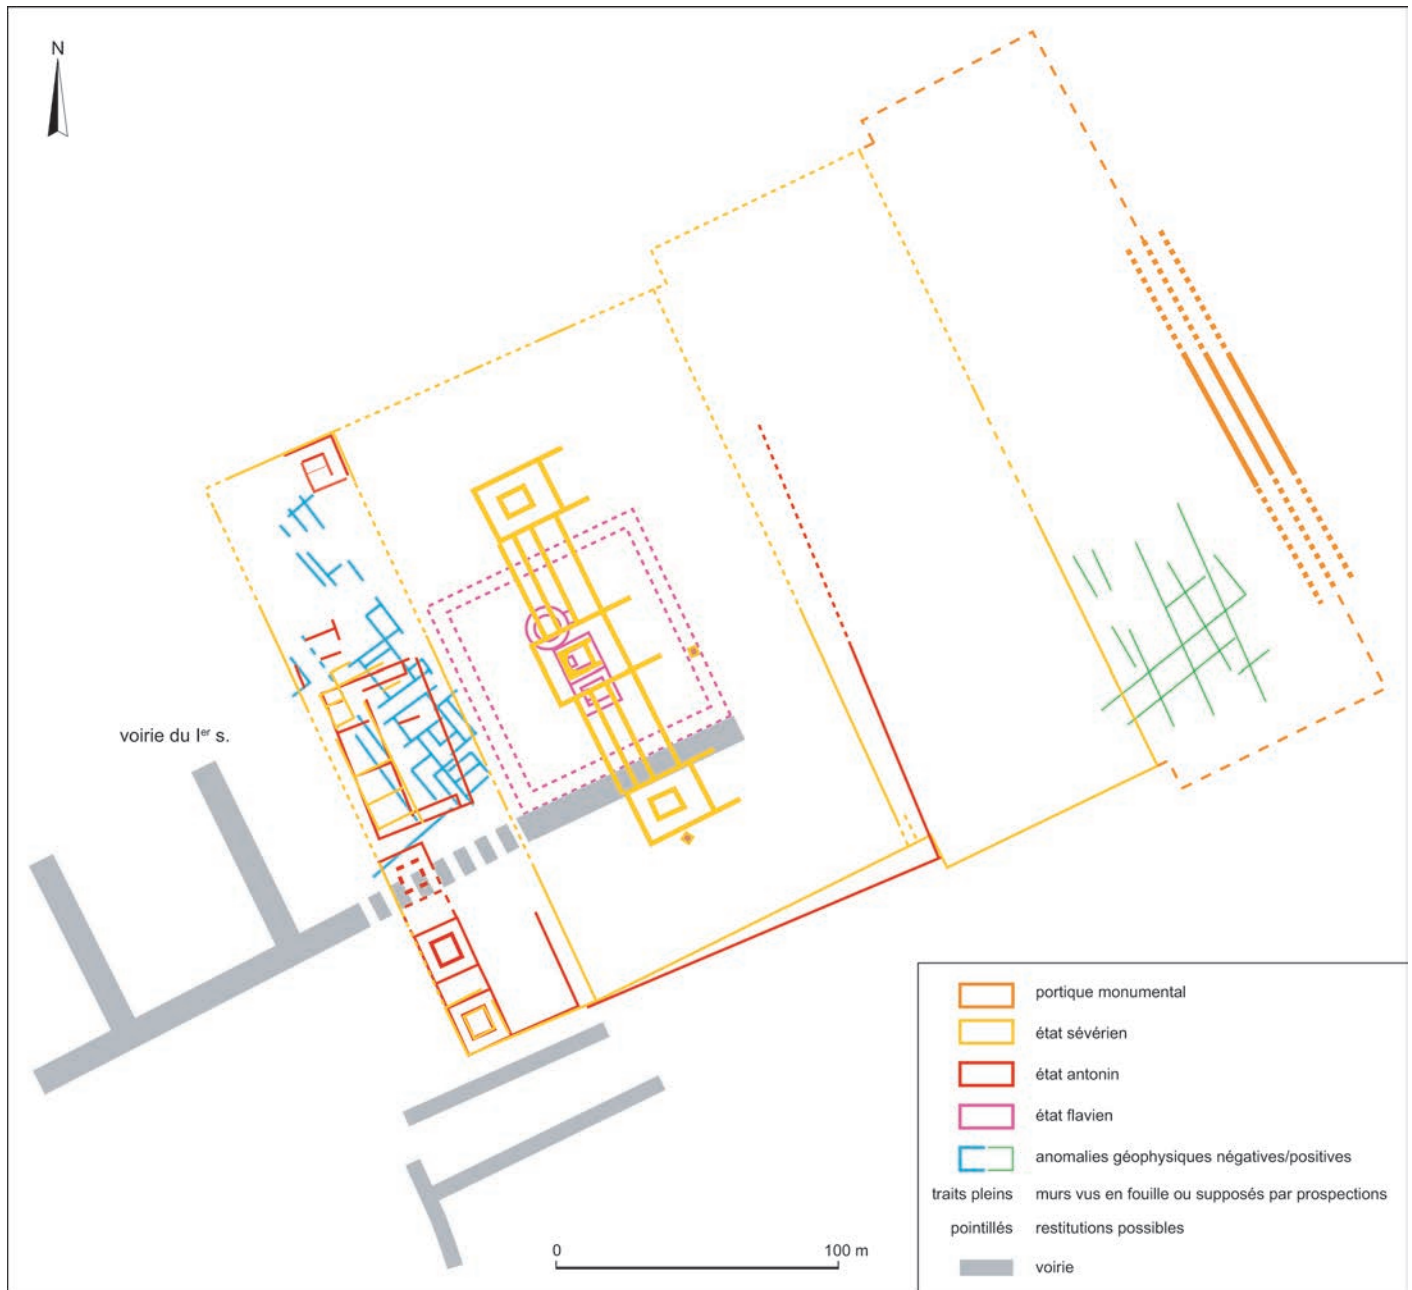 N
voirie du Ier s.
portique monumental
état sévérien
état antonin
état flavien
anomalies géophysiques négatives/positives
traits pleins murs vus en fouille ou supposés par prospections
pointillés restitutions possibles
voirie
0 100 m